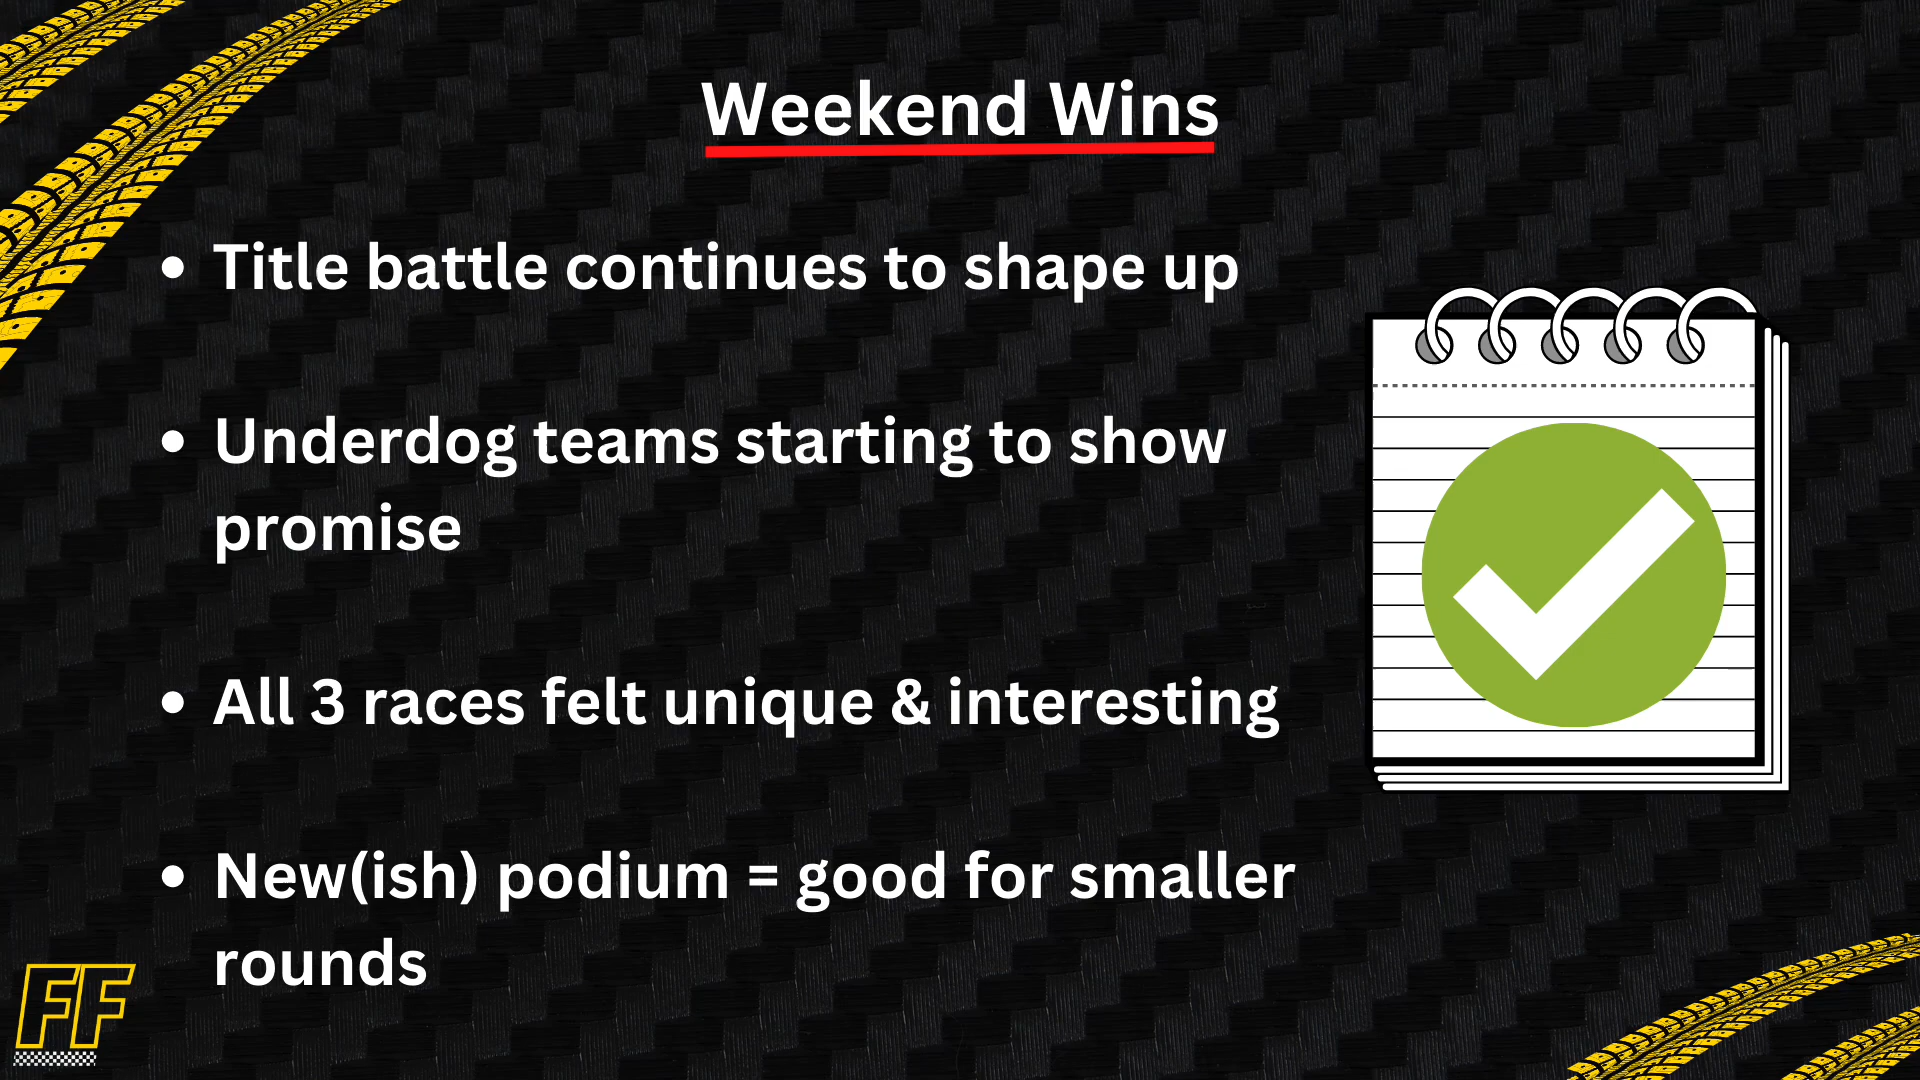 Weekend Wins
• Title battle continues to shape up
• Underdog teams starting to show
promise
• All 3 races felt unique & interesting
• New(ish) podium = good for smaller
rounds
FF